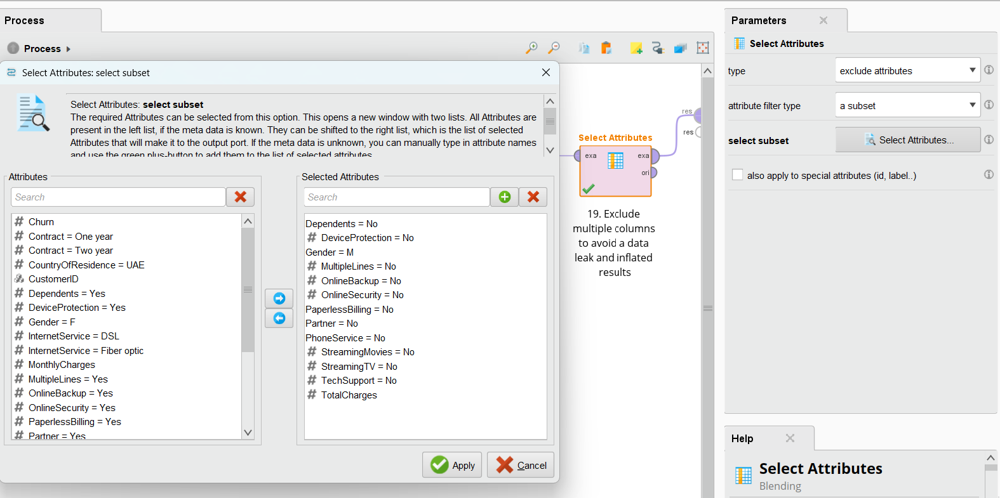 Process
Process
Select Attributes: select subset
Select Attributes: select subset
The required Attributes can be selected from this option. This opens a new window with two lists. All Attributes are
present in the left list, if the meta data is known. They can be shifted to the right list, which is the list of selected
Attributes that will make it to the output port. If the meta data is unknown, you can manually type in attribute names
and use the green plus-button to add them to the list of selected attributes.
Attributes
Search
Churn
Contract = One year
Contract = Two year
CountryOfResidence = UAE
CustomerID
Dependents = Yes
DeviceProtection = Yes
Gender = F
InternetService = DSL
InternetService = Fiber optic
MonthlyCharges
MultipleLines = Yes
OnlineBackup = Yes
OnlineSecurity = Yes
PaperlessBilling = Yes
Partner = Yes
Selected Attributes
Search
Dependents = No
DeviceProtection = No
Gender = M
MultipleLines = No
OnlineBackup = No
OnlineSecurity = No
PaperlessBilling = No
Partner = No
PhoneService = No
StreamingMovies = No
StreamingTV = No
TechSupport = No
TotalCharges
Apply
Cancel
res
res
Select Attributes
exa
exa
ori
19. Exclude
multiple columns
to avoid a data
leak and inflated
results
Parameters
Select Attributes
type
exclude attributes
attribute filter type
a subset
select subset
Select Attributes...
also apply to special attributes (id, label..)
Help
Select Attributes
Blending